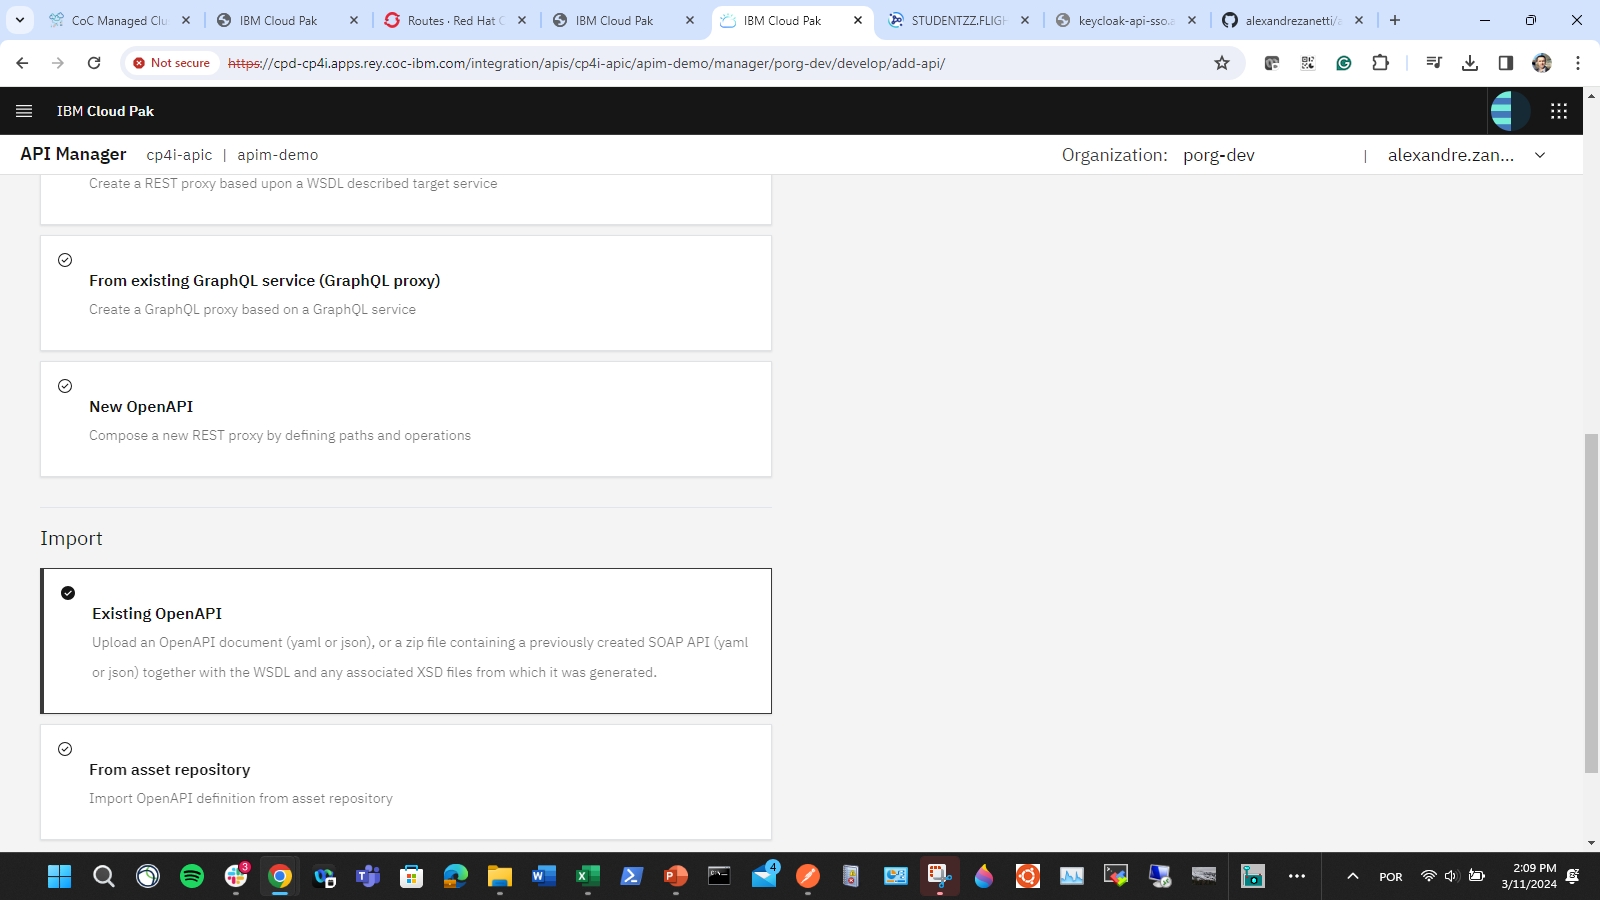 CoC Managed Clu
IBM Cloud Pak
Routes · Red Hat C
IBM Cloud Pak
IBM Cloud Pak
STUDENTZZ.FLIGH
keycloak-api-sso.a
alexandrezanetti/a
Not secure
https://cpd-cp4i.apps.rey.coc-ibm.com/integration/apis/cp4i-apic/apim-demo/manager/porg-dev/develop/add-api/
IBM Cloud Pak
API Manager cp4i-apic | apim-demo
Organization: porg-dev | alexandre.zan...
Create a REST proxy based upon a WSDL described target service
From existing GraphQL service (GraphQL proxy)
Create a GraphQL proxy based on a GraphQL service
New OpenAPI
Compose a new REST proxy by defining paths and operations
Import
Existing OpenAPI
Upload an OpenAPI document (yaml or json), or a zip file containing a previously created SOAP API (yaml
or json) together with the WSDL and any associated XSD files from which it was generated.
From asset repository
Import OpenAPI definition from asset repository
3
4
POR
2:09 PM
3/11/2024